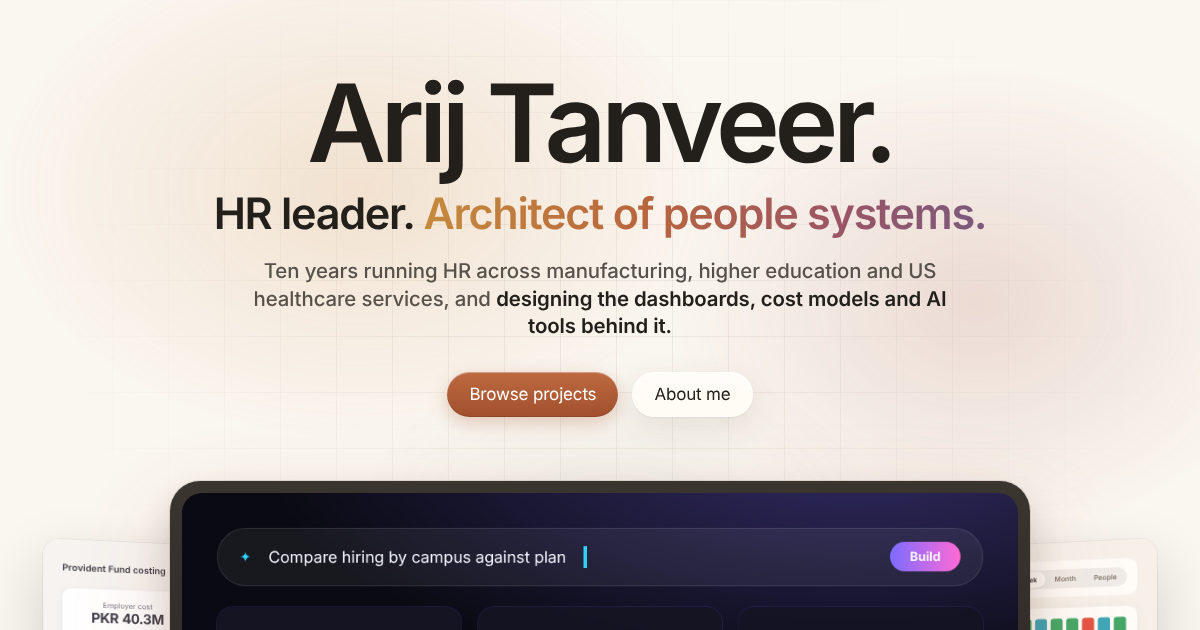 Arij Tanveer.
HR leader. Architect of people systems.
Ten years running HR across manufacturing, higher education and US
healthcare services, and designing the dashboards, cost models and AI
tools behind it.
Browse projects
About me
Compare hiring by campus against plan
Build
Provident Fund costing
Employer cost
PKR 40.3M
Month
People